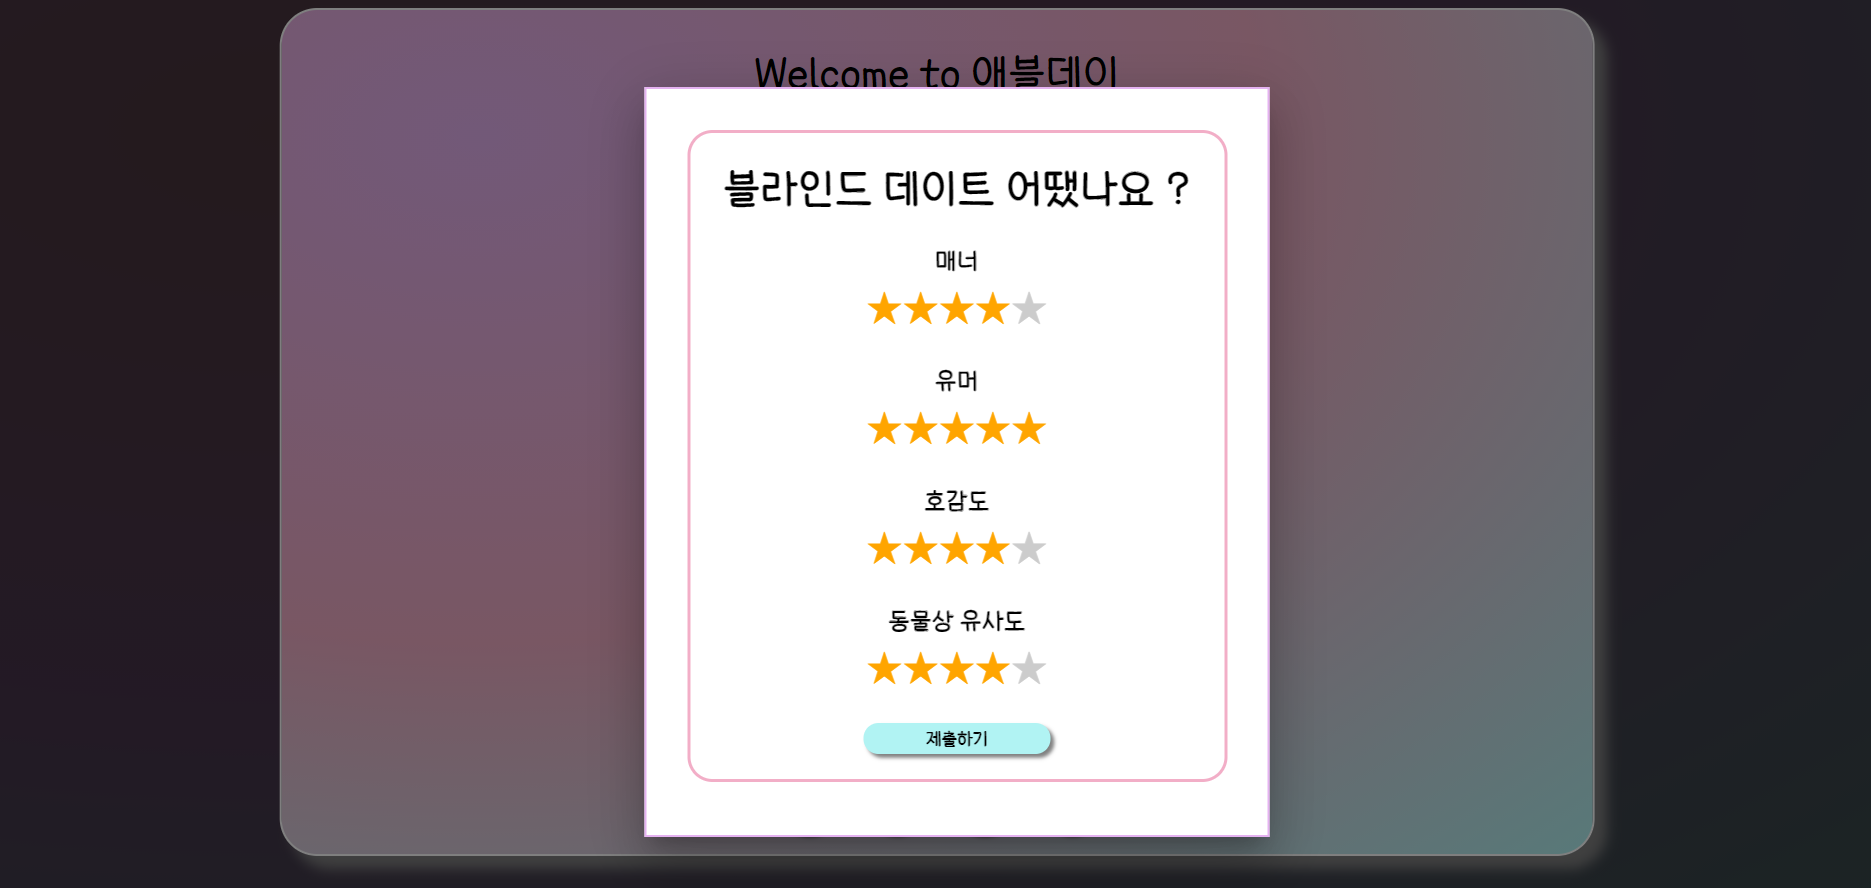 Welcome to 애블데이
블라인드 데이트 어땠나요 ?
매너
유머
호감도
동물상 유사도
제출하기